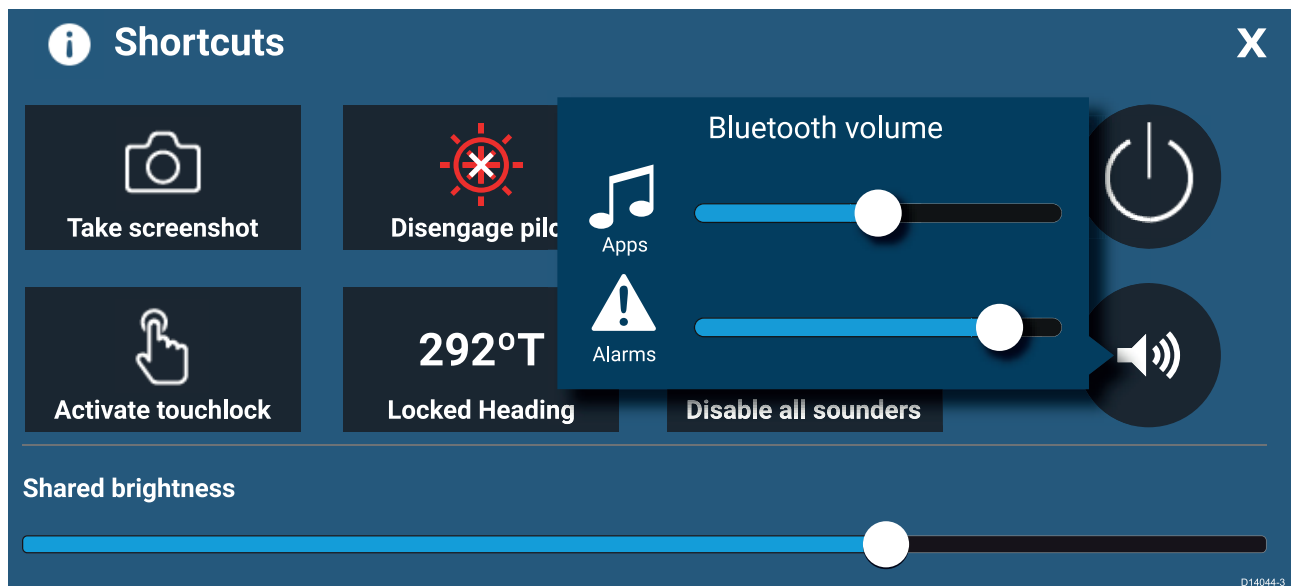 Shortcuts
X
Bluetooth volume
Take screenshot
Disengage pilo
Apps
Alarms
292ºT
Activate touchlock
Locked Heading
Disable all sounders
Shared brightness
D14044-3